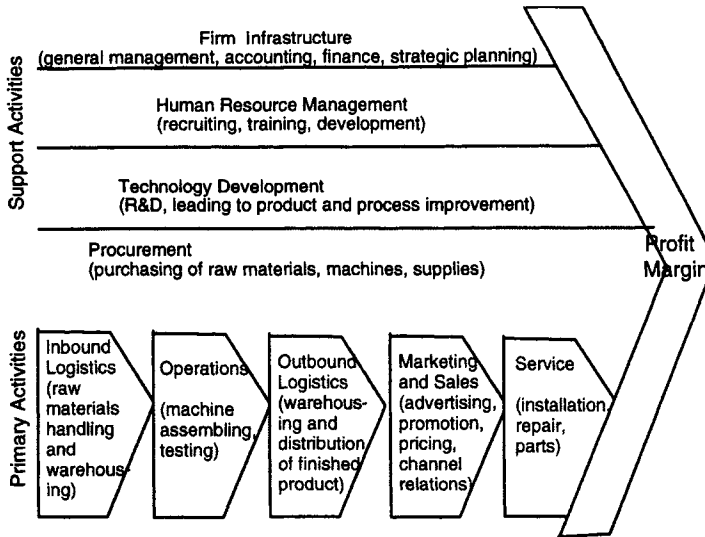 Support Activities
Firm Infrastructure
(general management, accounting, finance, strategic planning)
Human Resource Management
(recruiting, training, development)
Technology Development
(R&D, leading to product and process improvement)
Procurement
(purchasing of raw materials, machines, supplies)
Profit
Margin
Primary Activities
Inbound
Logistics
(raw
materials
handling
and
warehous-
ing)
Operations
(machine
assembling,
testing)
Outbound
Logistics
(warehous-
ing and
distribution
of finished
product)
Marketing
and Sales
(advertising,
promotion,
pricing,
channel
relations)
Service
(installation,
repair,
parts)